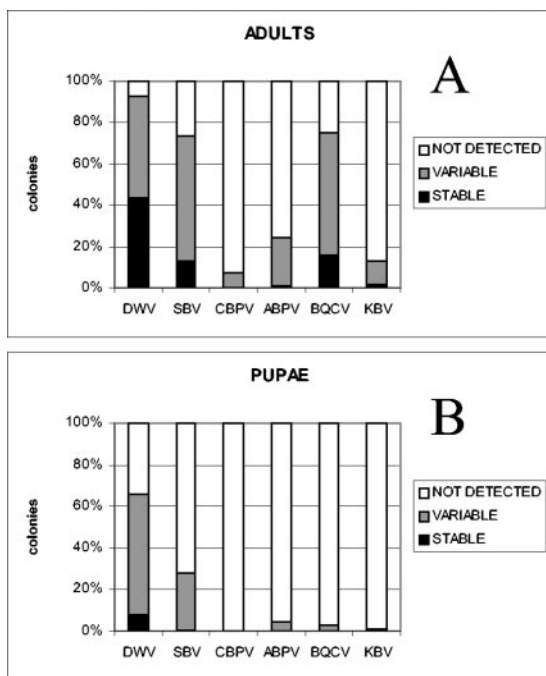 ADULTS
A
100%
80%
60%
40%
20%
0%
colonies
DWV SBV CBPV ABPV BQCV KBV
NOT DETECTED
VARIABLE
STABLE
PUPAE
B
100%
80%
60%
40%
20%
0%
colonies
DWV SBV CBPV ABPV BQCV KBV
NOT DETECTED
VARIABLE
STABLE